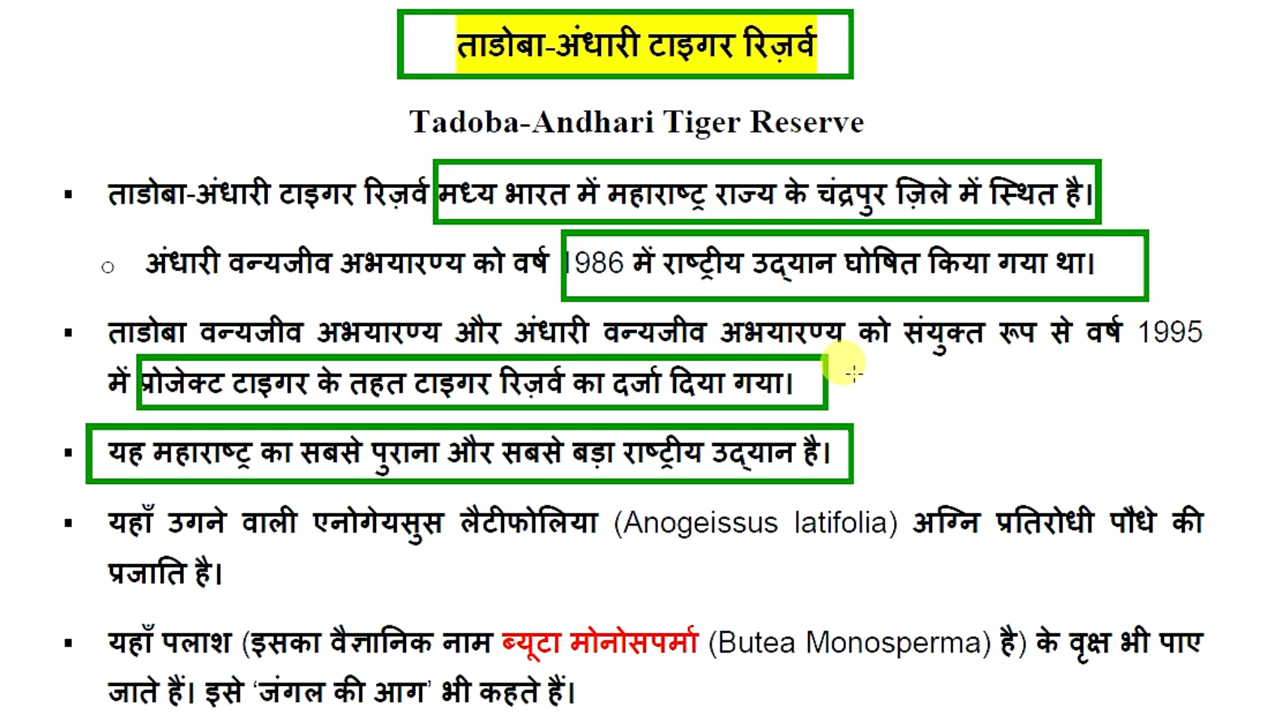 ताडोबा-अंधारी टाइगर रिज़र्व
Tadoba-Andhari Tiger Reserve
▪ ताडोबा-अंधारी टाइगर रिज़र्व मध्य भारत में महाराष्ट्र राज्य के चंद्रपुर ज़िले में स्थित है।
○ अंधारी वन्यजीव अभयारण्य को वर्ष 1986 में राष्ट्रीय उद्यान घोषित किया गया था।
▪ ताडोबा वन्यजीव अभयारण्य और अंधारी वन्यजीव अभयारण्य को संयुक्त रूप से वर्ष 1995
में प्रोजेक्ट टाइगर के तहत टाइगर रिज़र्व का दर्जा दिया गया।
▪ यह महाराष्ट्र का सबसे पुराना और सबसे बड़ा राष्ट्रीय उद्यान है।
▪ यहाँ उगने वाली एनोगेयसुस लैटीफोलिया (Anogeissus latifolia) अग्नि प्रतिरोधी पौधे की
प्रजाति है।
▪ यहाँ पलाश (इसका वैज्ञानिक नाम ब्यूटा मोनोसपर्मा (Butea Monosperma) है) के वृक्ष भी पाए
जाते हैं। इसे ‘जंगल की आग’ भी कहते हैं।